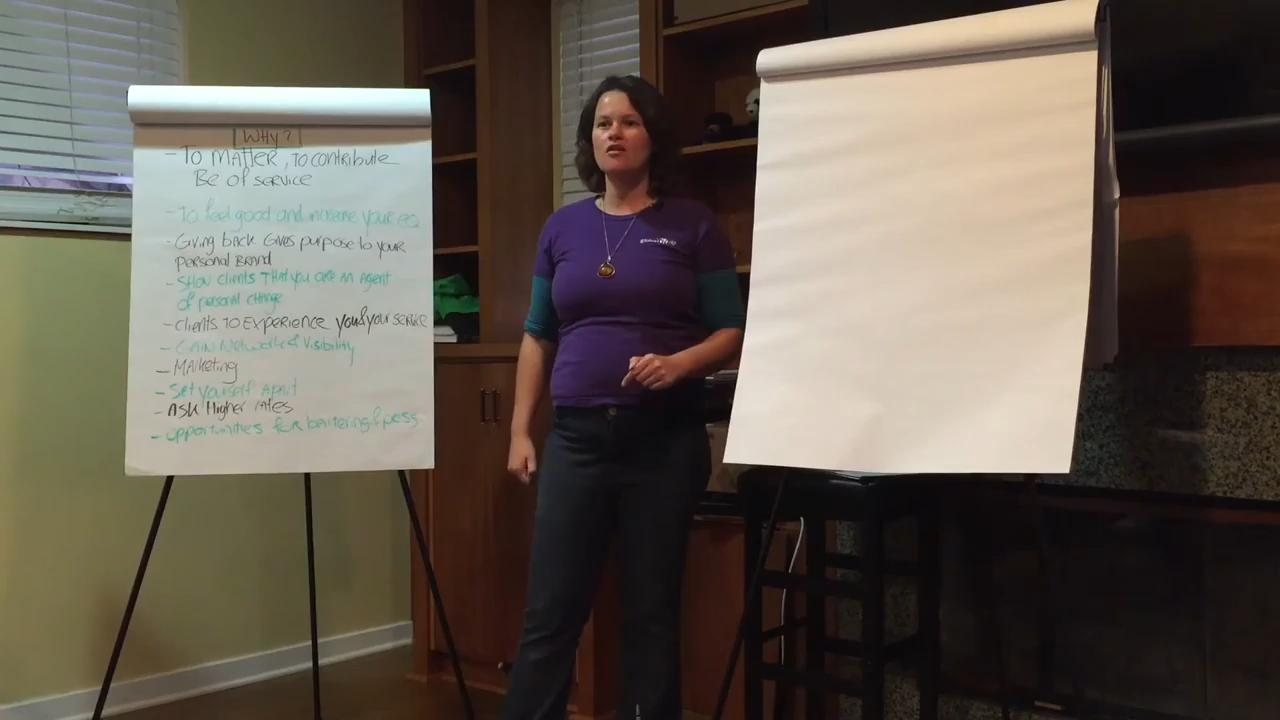 WHY?
- TO MATTER, TO contribute
Be of service
- To feel good and increase your EQ
- Giving back Gives purpose to your
personal BRAND
- SHOW clients THAT you are an Agent
of personal change
- clients TO EXPERIENCE you & your service
- GAIN Network & Visibility
- MARketing
- Set yourself Apart
- ASK Higher rates
- opportunities foR bartering &